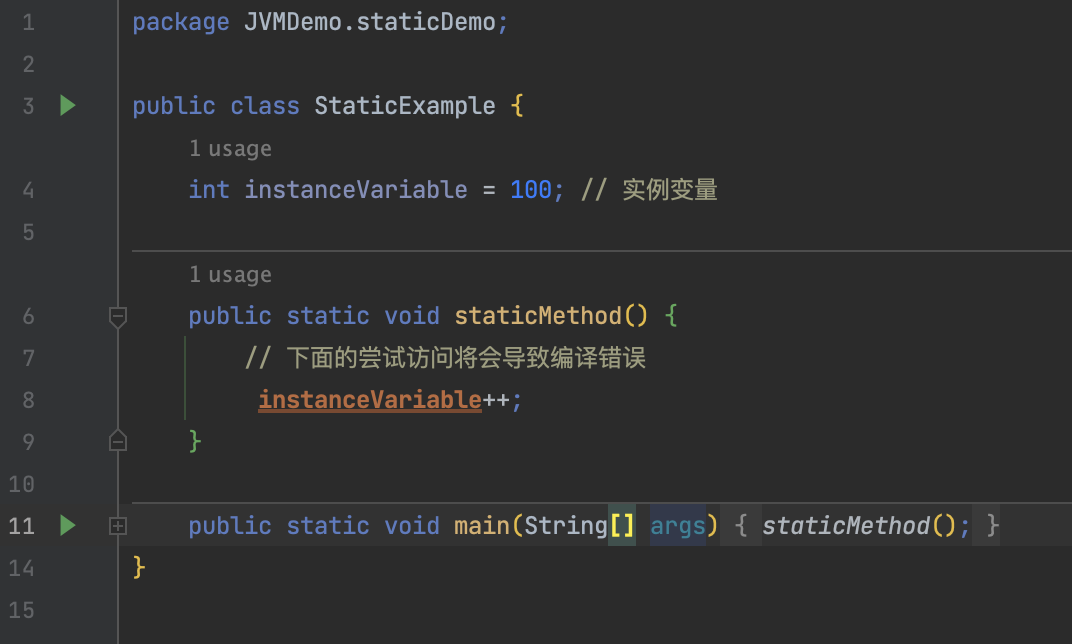 1 package JVMDemo.staticDemo;
2
3 public class StaticExample {
1 usage
4 int instanceVariable = 100; // 实例变量
5
1 usage
6 public static void staticMethod() {
7 // 下面的尝试访问将会导致编译错误
8 instanceVariable++;
9 }
10
11 public static void main(String[] args) { staticMethod(); }
14 }
15